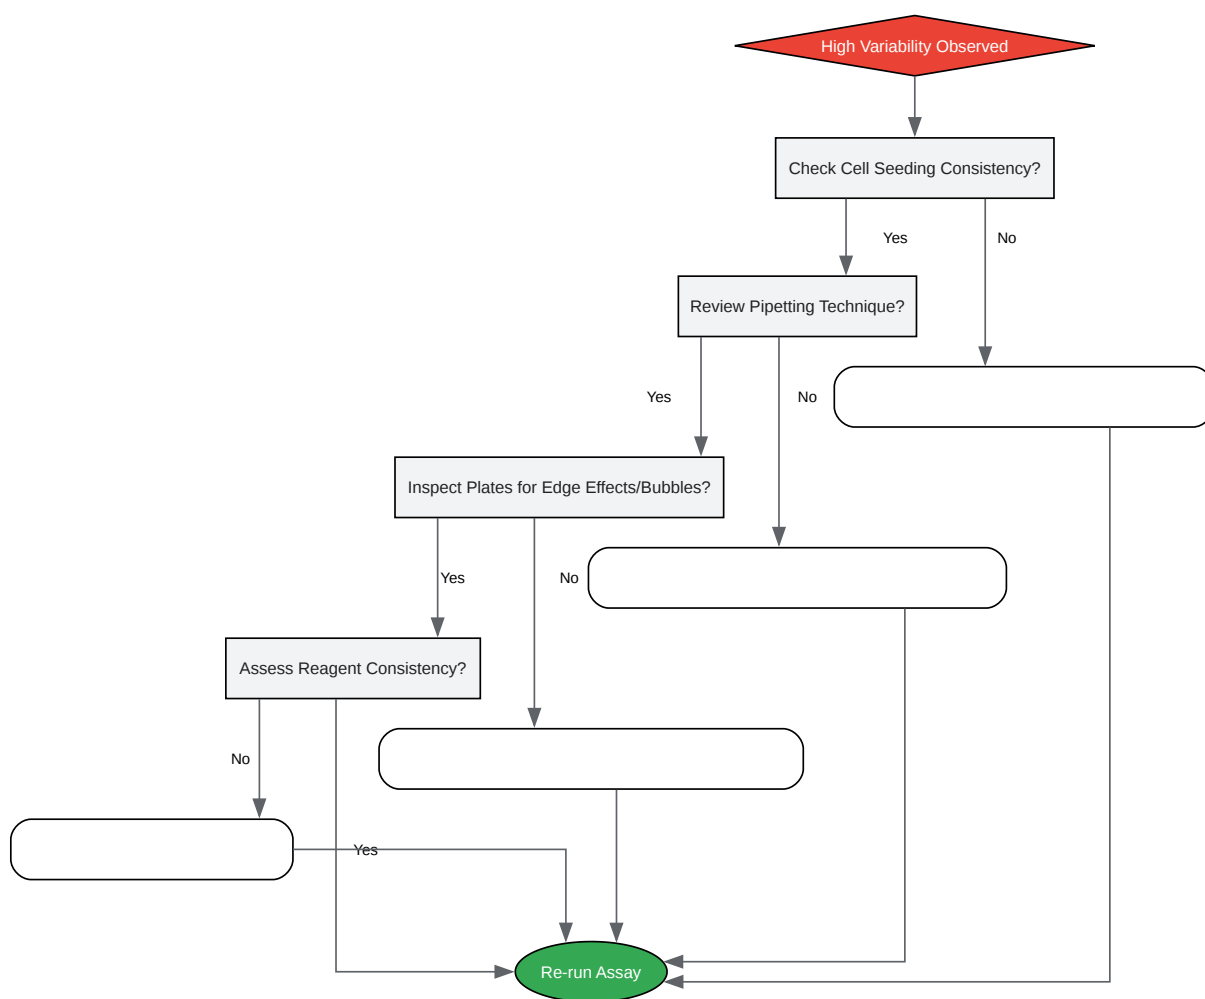 High Variability Observed
Check Cell Seeding Consistency?
Yes
No
Review Pipetting Technique?
Yes
No
Inspect Plates for Edge Effects/Bubbles?
Yes
No
Assess Reagent Consistency?
No
Yes
Re-run Assay